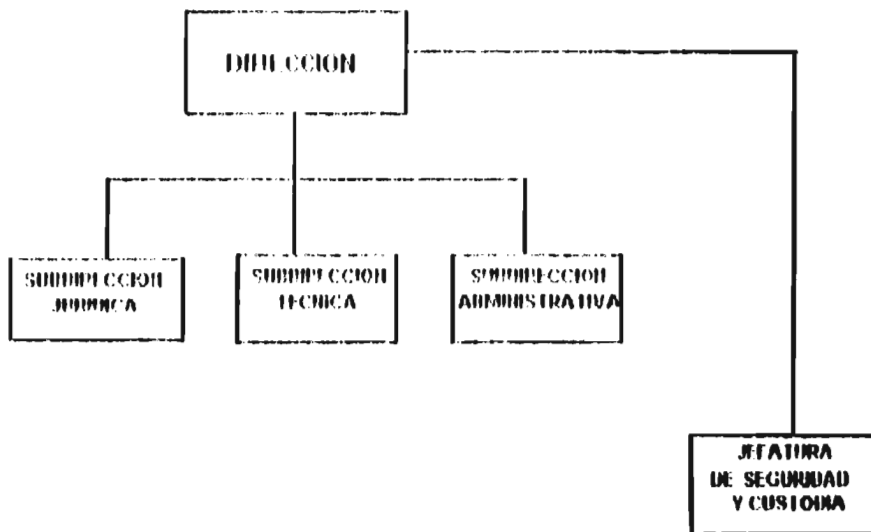 DIRECCION
SUBDIRECCION
JURIDICA
SUBDIRECCION
TECNICA
SUBDIRECCION
ADMINISTRATIVA
JEFATURA
DE SEGURIDAD
Y CUSTODIA